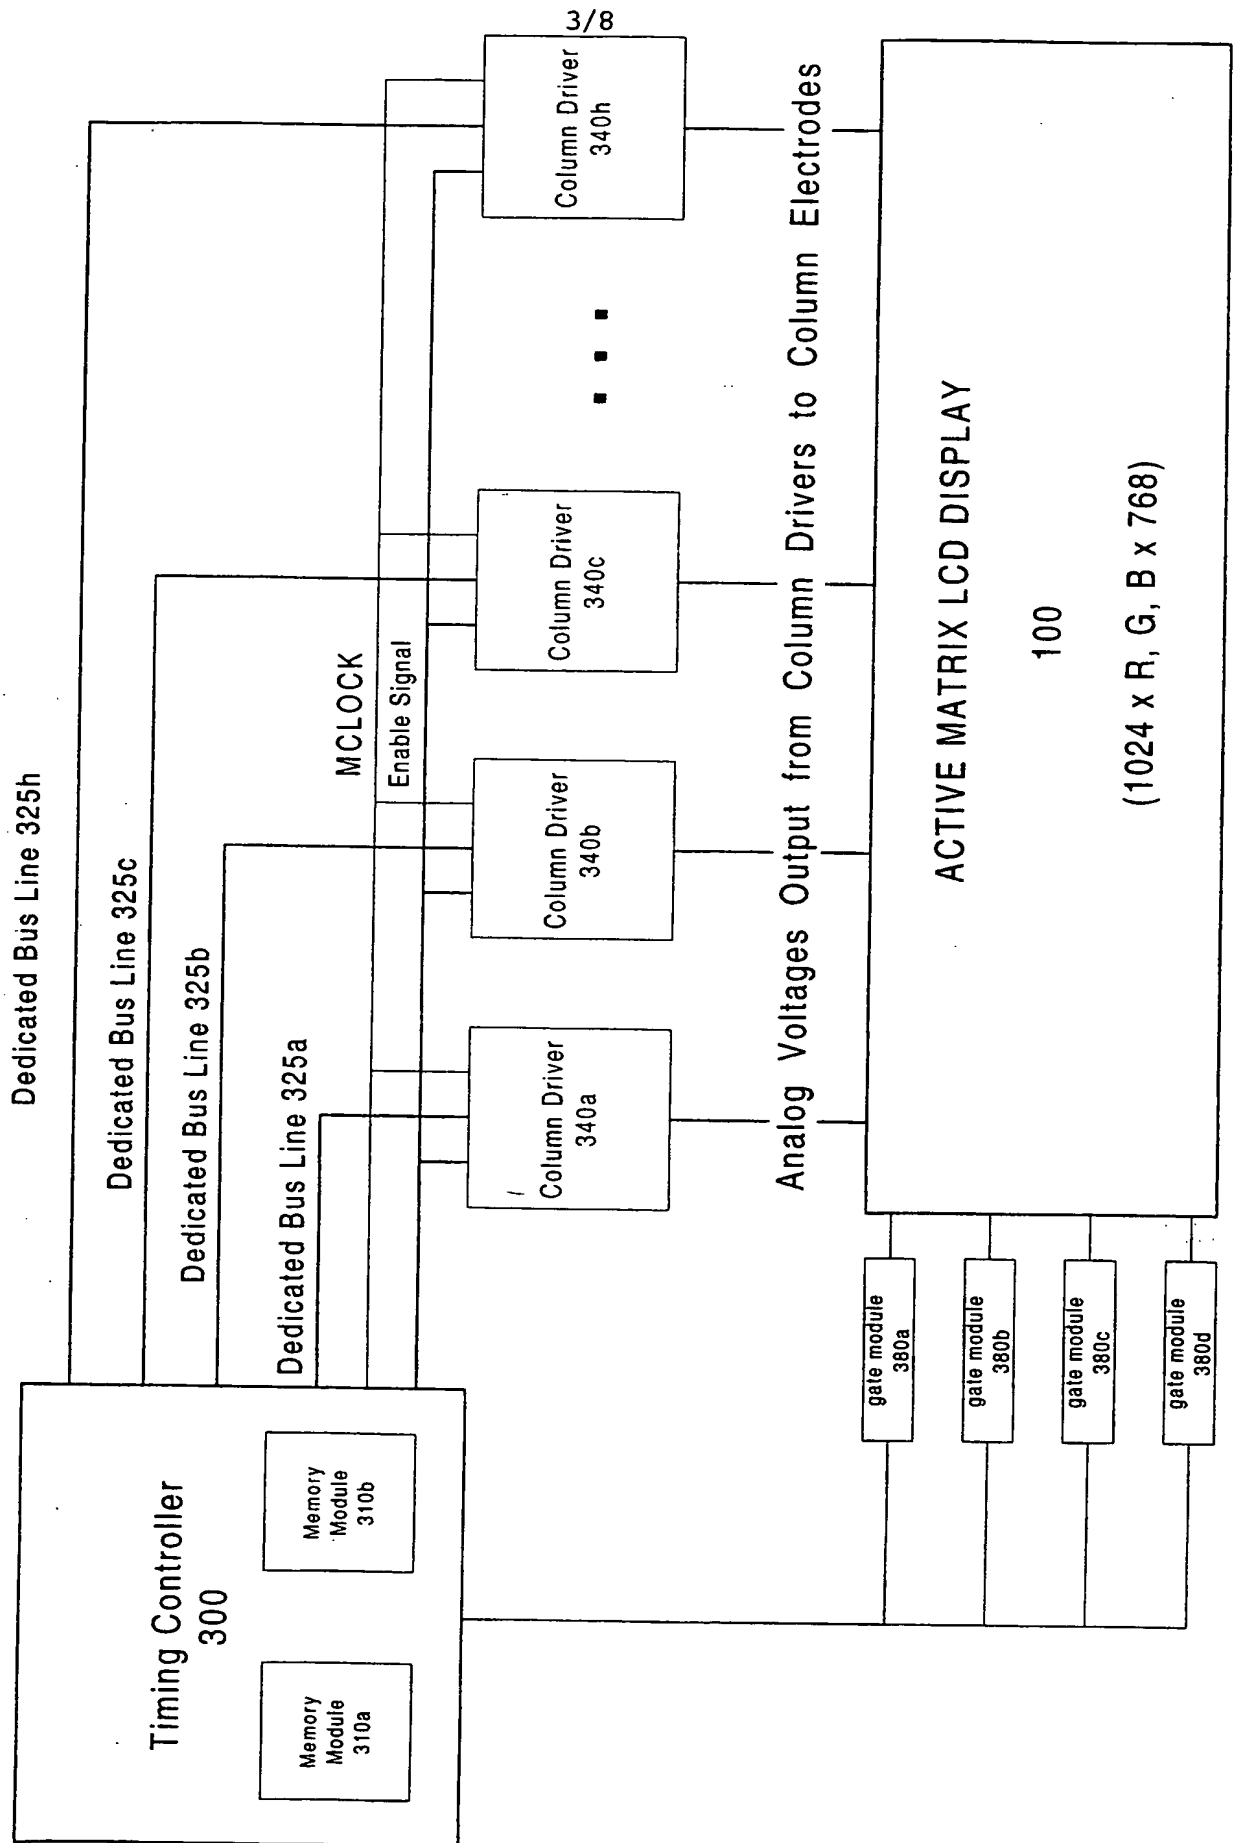 3/8
Dedicated Bus Line 325h
Dedicated Bus Line 325c
Dedicated Bus Line 325b
Dedicated Bus Line 325a
Timing Controller
300
Memory
Module
310a
Memory
Module
310b
MCLOCK
Enable Signal
Column Driver
340a
Column Driver
340b
Column Driver
340c
Column Driver
340h
Analog Voltages Output from Column Drivers to Column Electrodes
gate module
380a
gate module
380b
gate module
380c
gate module
380d
ACTIVE MATRIX LCD DISPLAY
100
(1024 x R, G, B x 768)